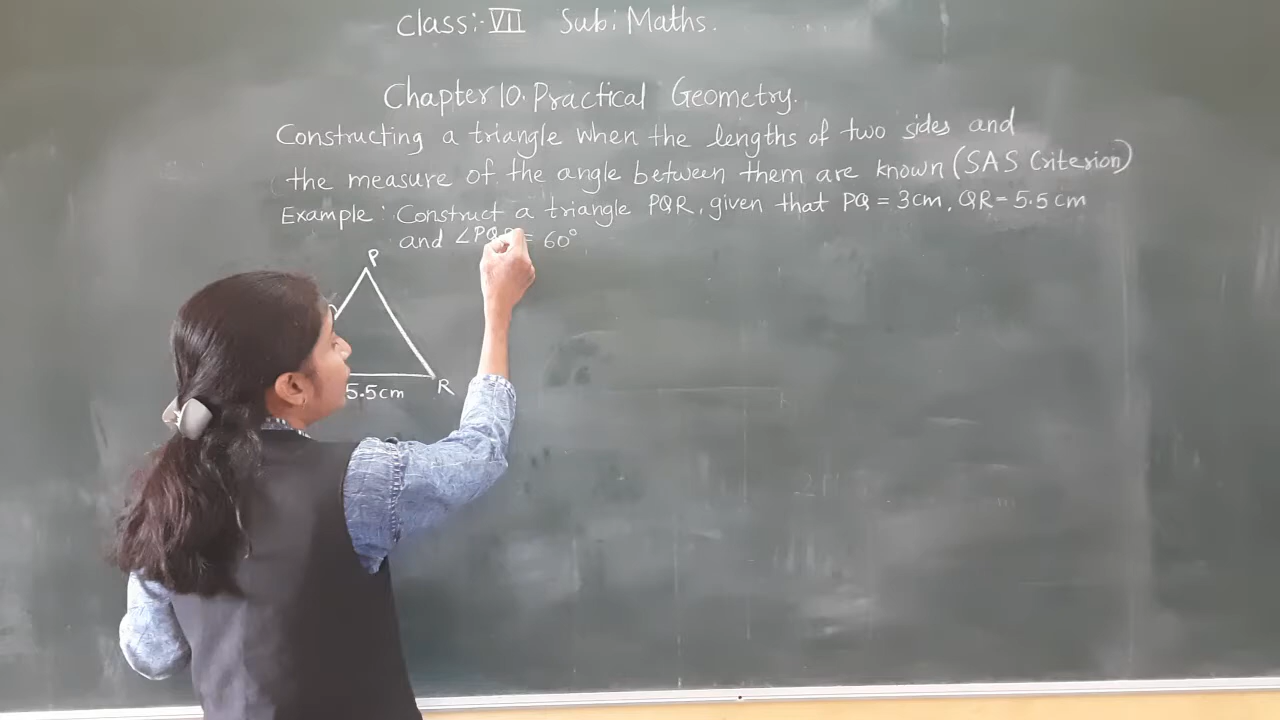 Class:- VII Sub: Maths.
Chapter 10. Practical Geometry.
Constructing a triangle when the lengths of two sides and
the measure of the angle between them are known (SAS Criterion)
Example: Construct a triangle PQR, given that PQ = 3cm, QR = 5.5 cm
and ∠PQR = 60°
P
5.5cm
R